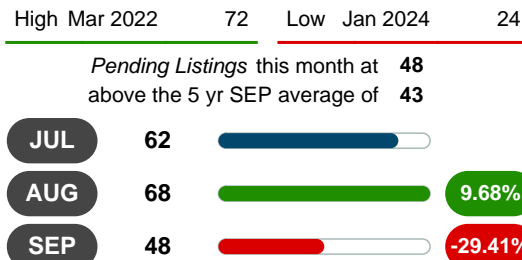 High Mar 2022 72 Low Jan 2024 24
Pending Listings this month at 48
above the 5 yr SEP average of 43
JUL 62
AUG 68 9.68%
SEP 48 -29.41%